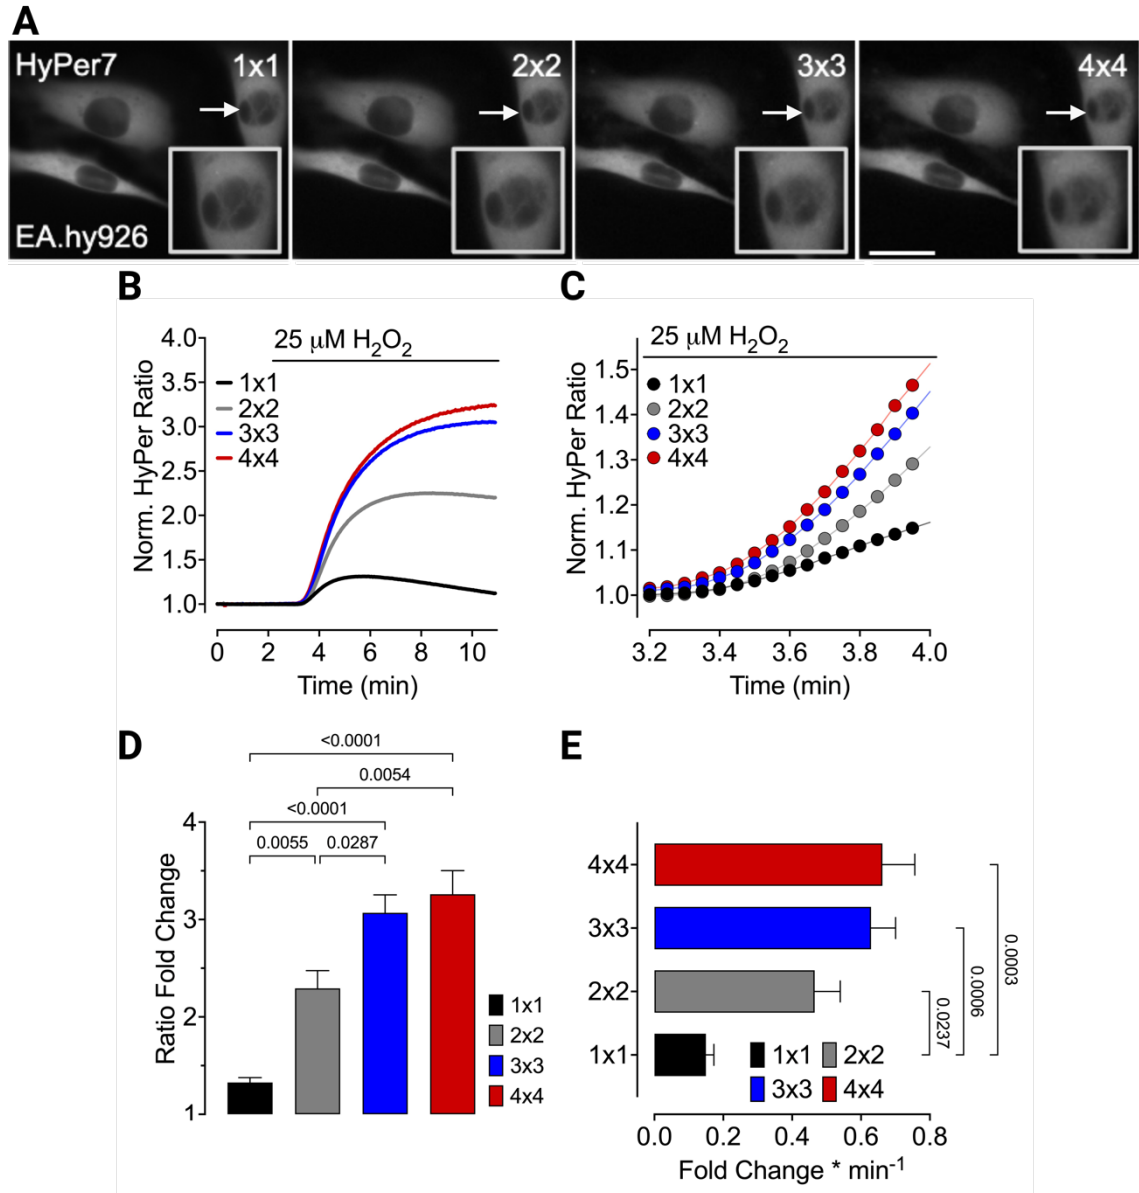 A
HyPer7 1x1 2x2 3x3 4x4
EA.hy926
B
25 μM H2O2
4.0
3.5
3.0
2.5
2.0
1.5
1.0
Norm. HyPer Ratio
1x1
2x2
3x3
4x4
0 2 4 6 8 10
Time (min)
C
25 μM H2O2
1.5
1.4
1.3
1.2
1.1
1.0
Norm. HyPer Ratio
1x1
2x2
3x3
4x4
3.2 3.4 3.6 3.8 4.0
Time (min)
D
<0.0001
0.0054
<0.0001
0.0055 0.0287
4
3
2
1
Ratio Fold Change
1x1
2x2
3x3
4x4
E
4x4
3x3
2x2
1x1
0.0237
0.0006
0.0003
1x1 2x2
3x3 4x4
0.0 0.2 0.4 0.6 0.8
Fold Change * min-1